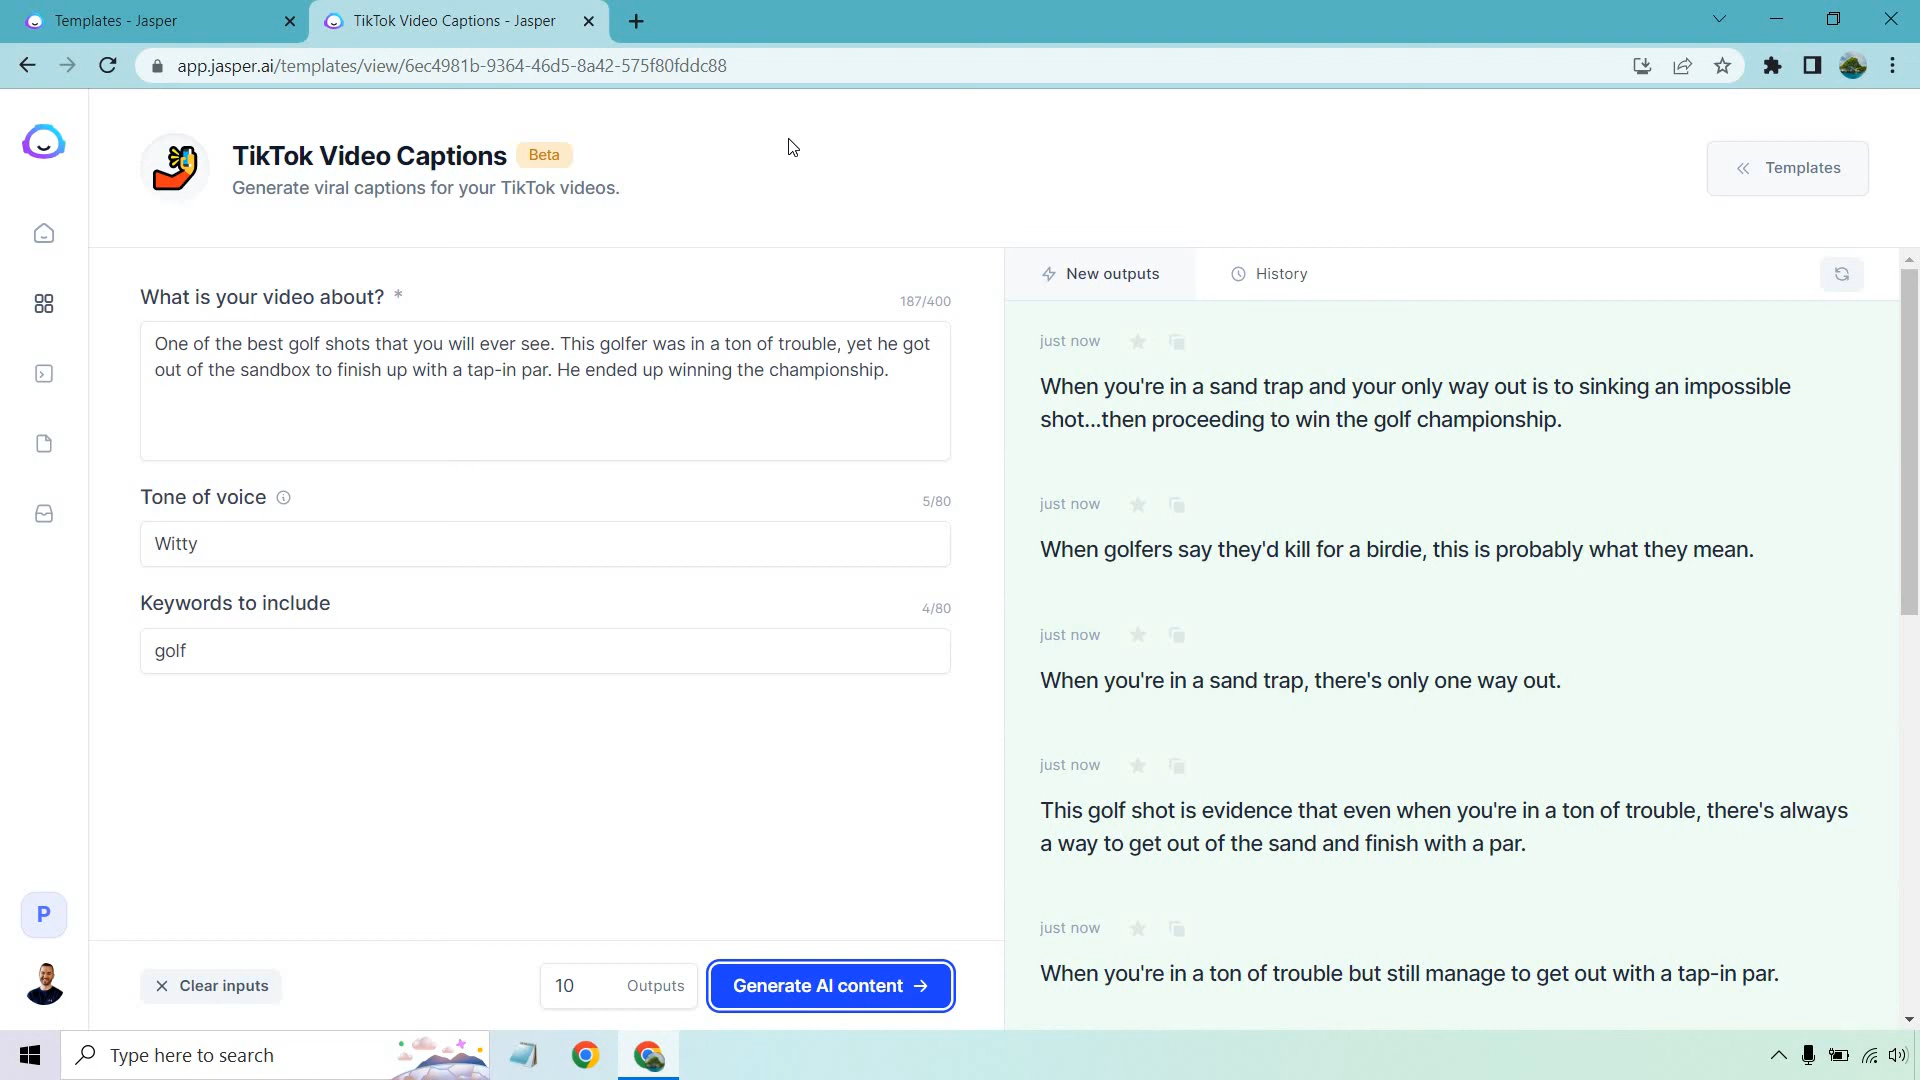 Templates - Jasper
TikTok Video Captions - Jasper
app.jasper.ai/templates/view/6ec4981b-9364-46d5-8a42-575f80fddc88
TikTok Video Captions
Beta
Generate viral captions for your TikTok videos.
Templates
What is your video about? *
187/400
One of the best golf shots that you will ever see. This golfer was in a ton of trouble, yet he got
out of the sandbox to finish up with a tap-in par. He ended up winning the championship.
Tone of voice
5/80
Witty
Keywords to include
4/80
golf
Clear inputs
10
Outputs
Generate AI content
New outputs
History
just now
When you're in a sand trap and your only way out is to sinking an impossible
shot...then proceeding to win the golf championship.
just now
When golfers say they'd kill for a birdie, this is probably what they mean.
just now
When you're in a sand trap, there's only one way out.
just now
This golf shot is evidence that even when you're in a ton of trouble, there's always
a way to get out of the sand and finish with a par.
just now
When you're in a ton of trouble but still manage to get out with a tap-in par.
P
Type here to search